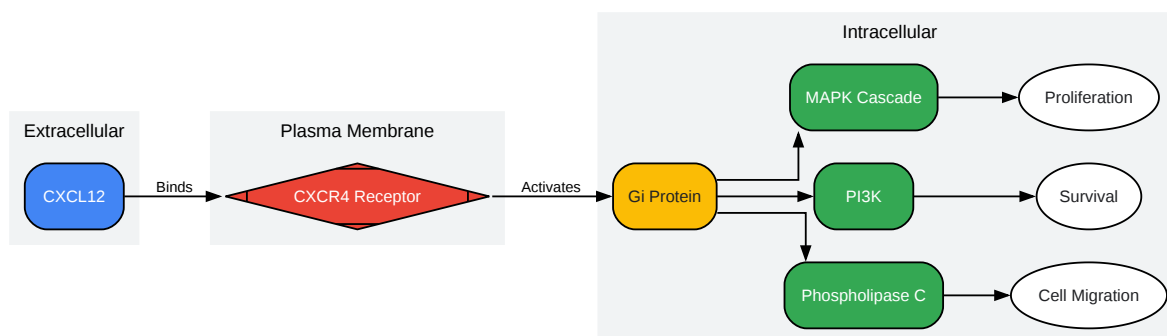 Extracellular
CXCL12
Binds
Plasma Membrane
CXCR4 Receptor
Activates
Intracellular
Gi Protein
MAPK Cascade
Proliferation
PI3K
Survival
Phospholipase C
Cell Migration